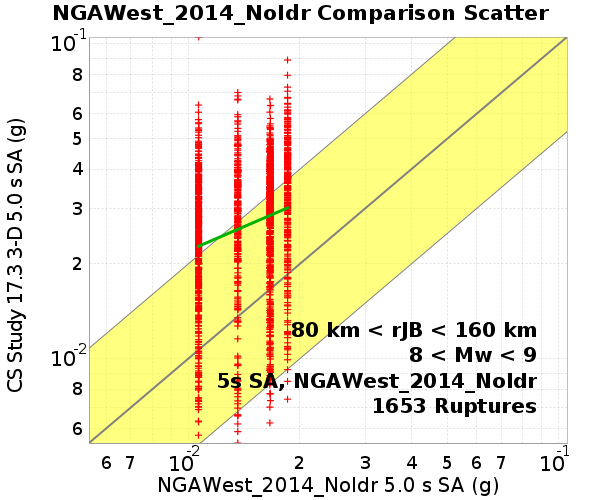 NGAWest_2014_NoIdr Comparison Scatter
CS Study 17.3 3-D 5.0 s SA (g)
10^-1
8
6
5
4
3
2
10^-2
8
6
80 km < rJB < 160 km
8 < Mw < 9
5s SA, NGAWest_2014_NoIdr
1653 Ruptures
6 7 10^-2 2 3 4 5 6 7 10^-1
NGAWest_2014_NoIdr 5.0 s SA (g)